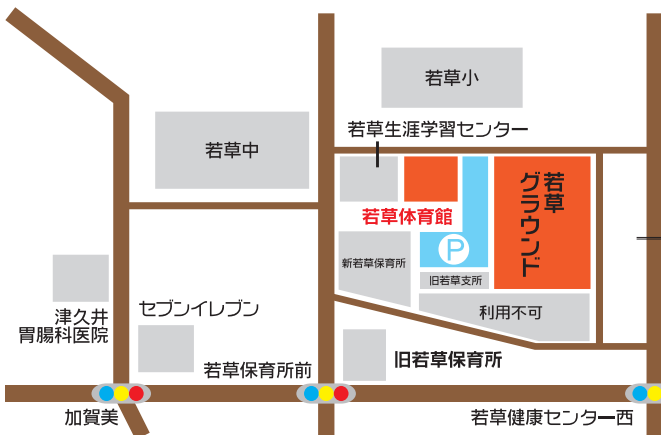 若草小
若草生涯学習センター
若草中
若草体育館
若草
グラウンド
P
新若草保育所
旧若草支所
利用不可
津久井
胃腸科医院
セブンイレブン
若草保育所前
旧若草保育所
加賀美
若草健康センター西